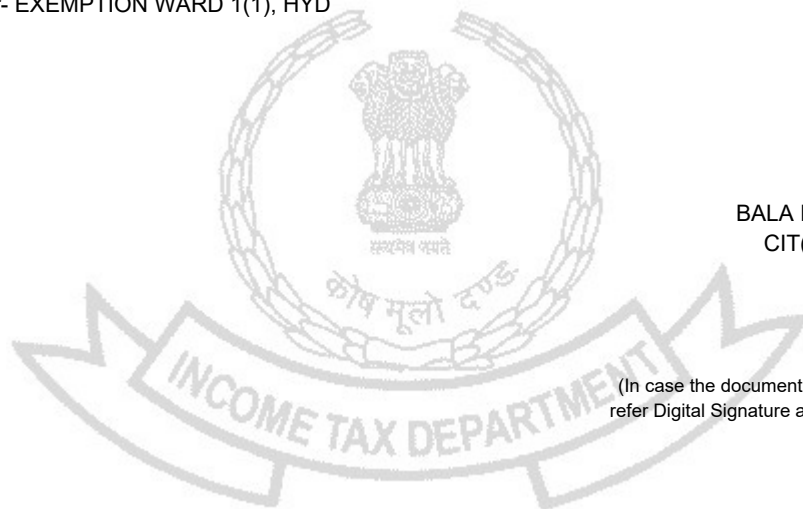 - EXEMPTION WARD 1(1), HYD
सत्यमेव जयते
BALA
CIT(
कोष मूलो दण्ड
(In case the document
refer Digital Signature a
INCOME TAX DEPARTMENT